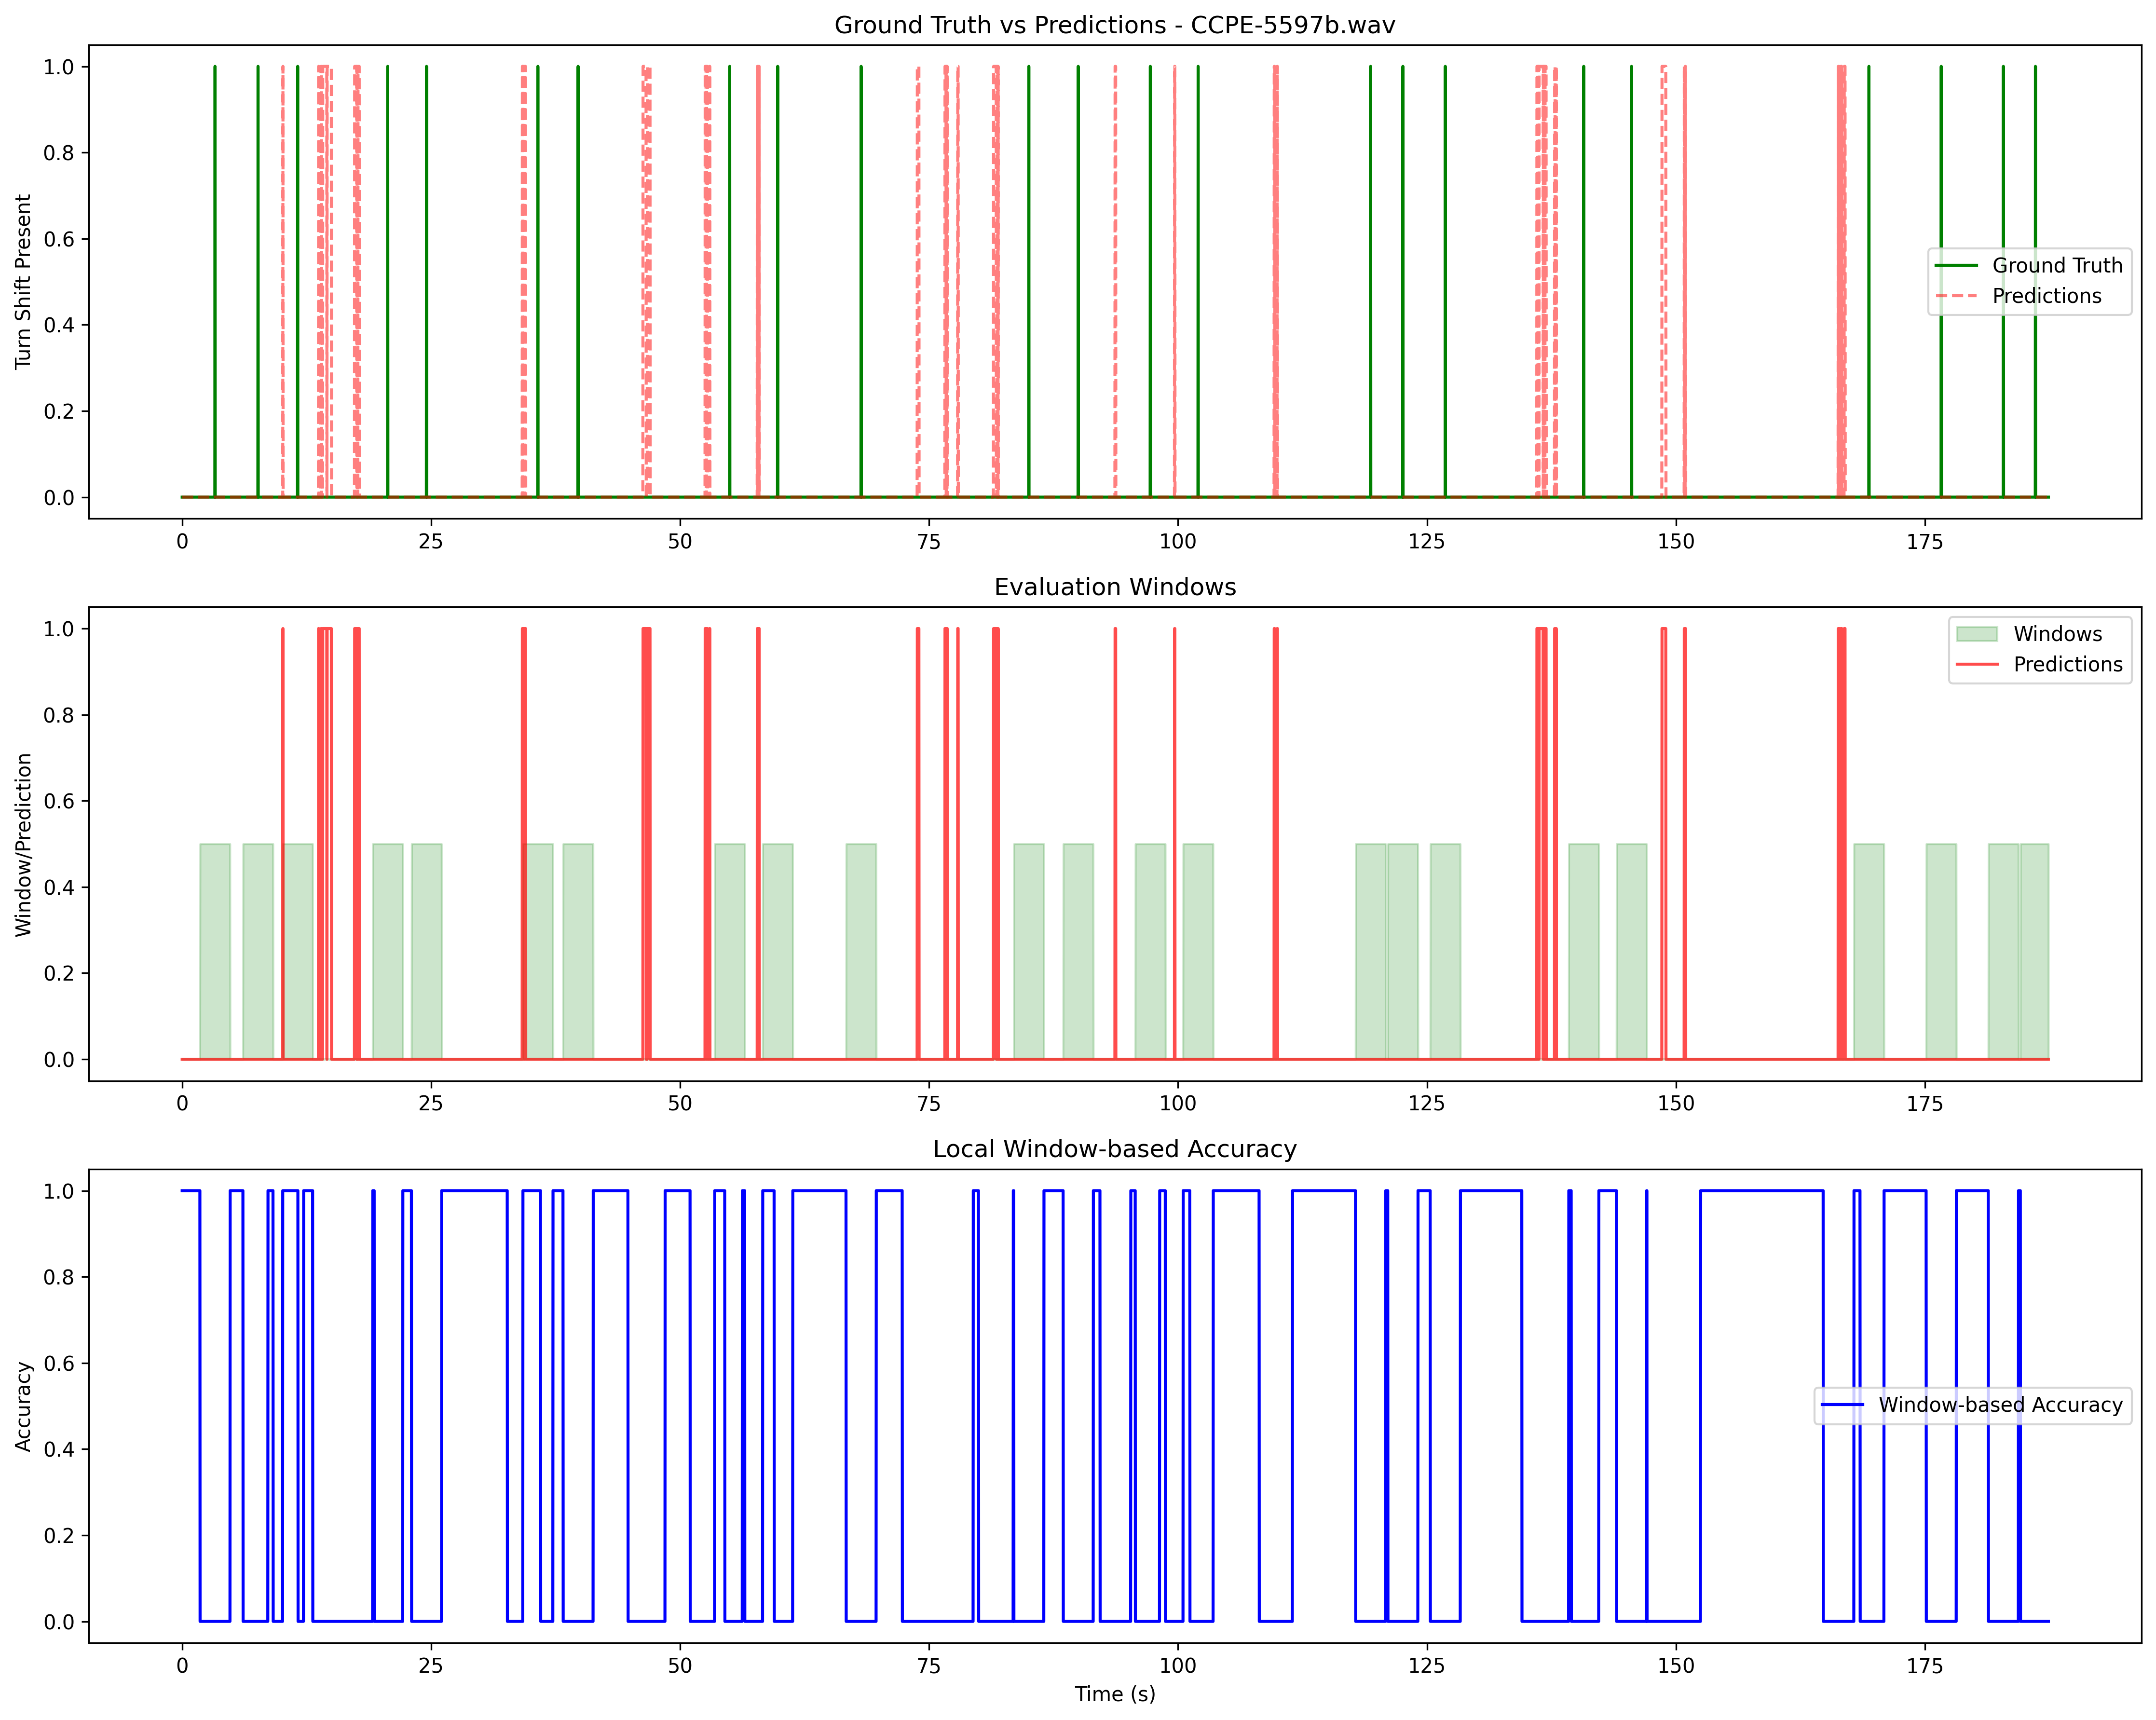 Ground Truth vs Predictions - CCPE-5597b.wav
Turn Shift Present
1.0
0.8
0.6
0.4
0.2
0.0
Ground Truth
Predictions
0 25 50 75 100 125 150 175
Evaluation Windows
Window/Prediction
1.0
0.8
0.6
0.4
0.2
0.0
Windows
Predictions
0 25 50 75 100 125 150 175
Local Window-based Accuracy
Accuracy
1.0
0.8
0.6
0.4
0.2
0.0
Window-based Accuracy
0 25 50 75 100 125 150 175
Time (s)